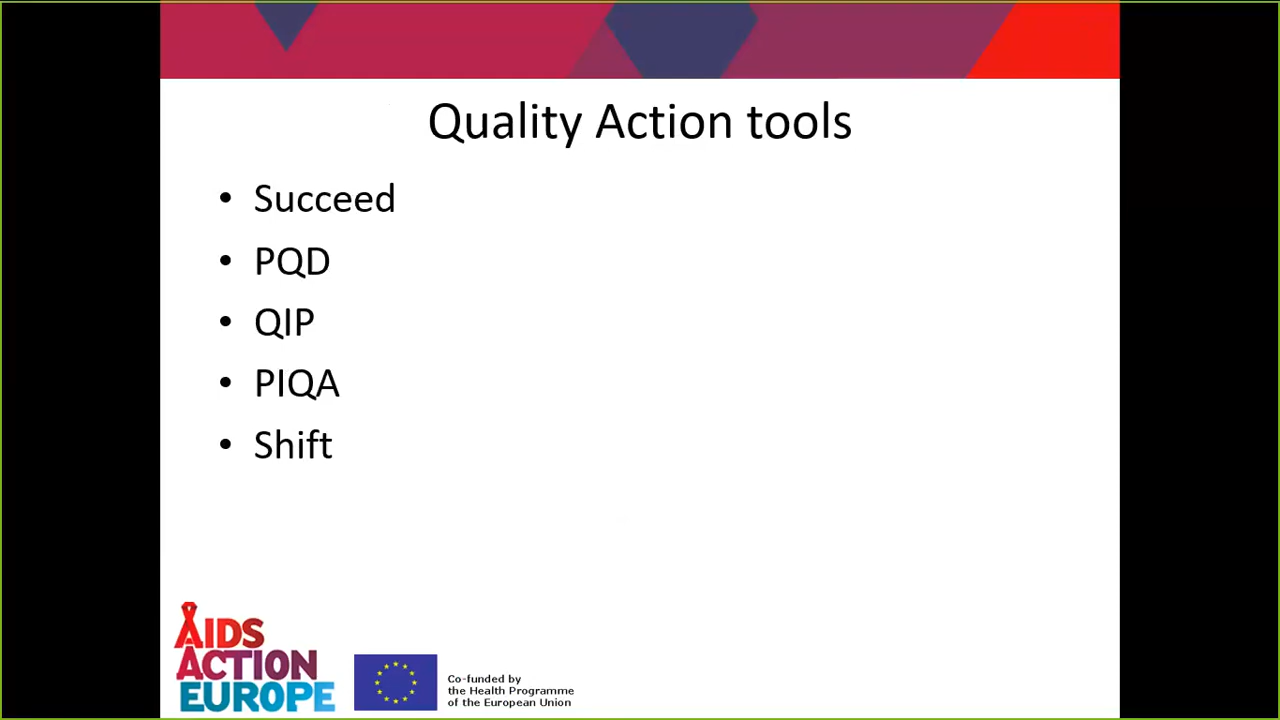 Quality Action tools
• Succeed
• PQD
• QIP
• PIQA
• Shift
AIDS
ACTION
EUROPE
Co-funded by
the Health Programme
of the European Union